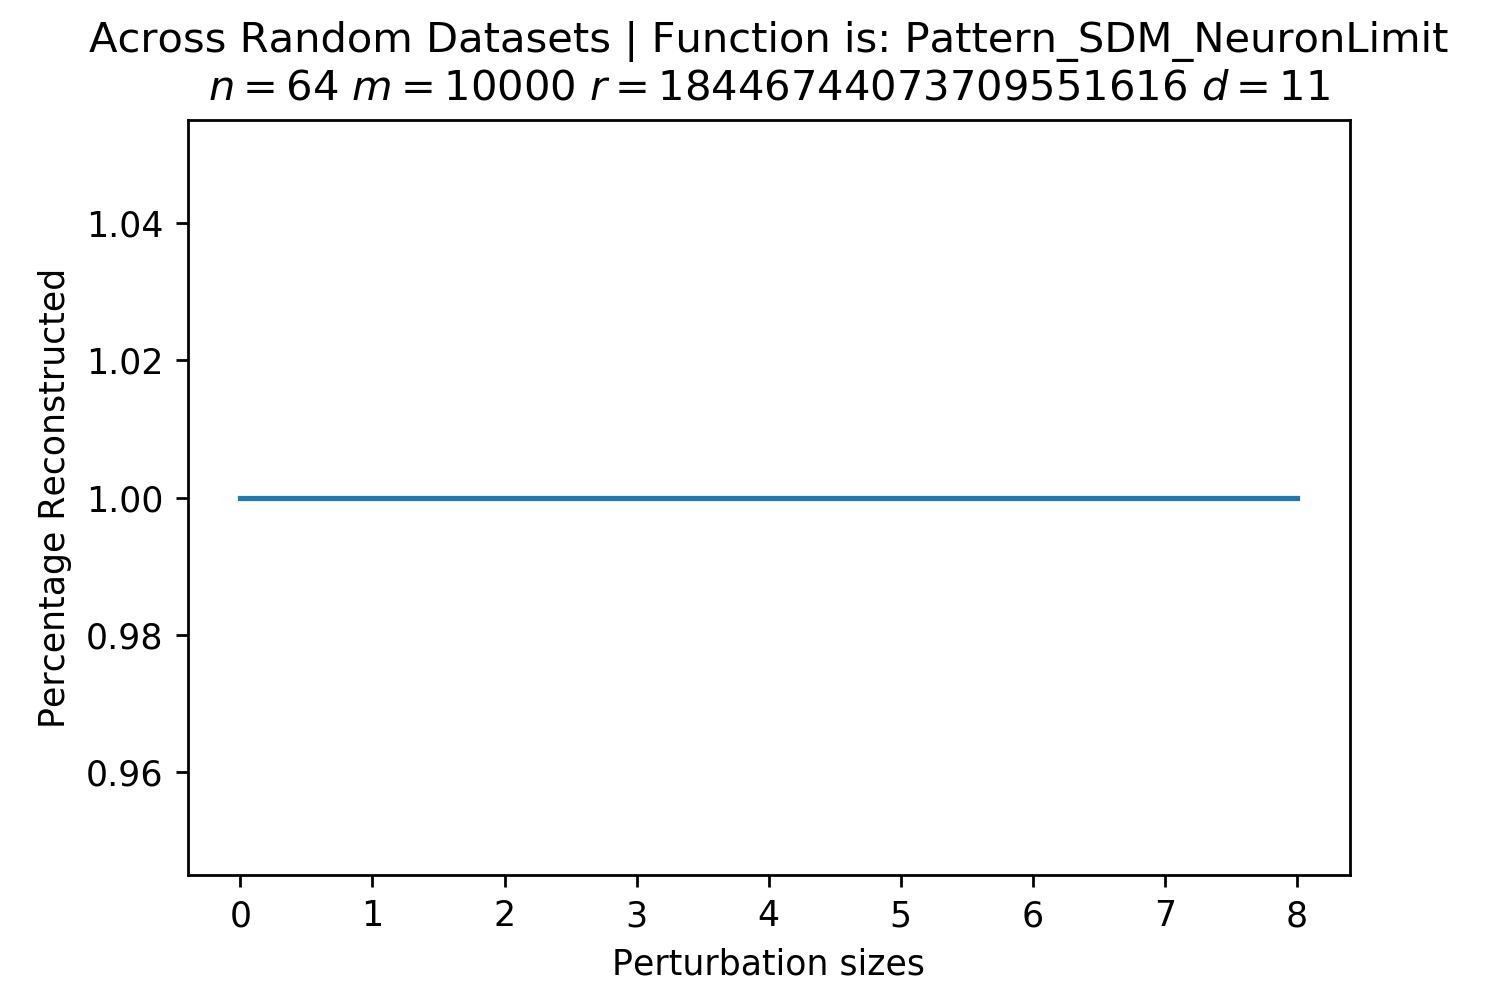 Across Random Datasets | Function is: Pattern_SDM_NeuronLimit
n = 64 m = 10000 r = 18446744073709551616 d = 11
1.04
1.02
1.00
0.98
0.96
Percentage Reconstructed
0 1 2 3 4 5 6 7 8
Perturbation sizes